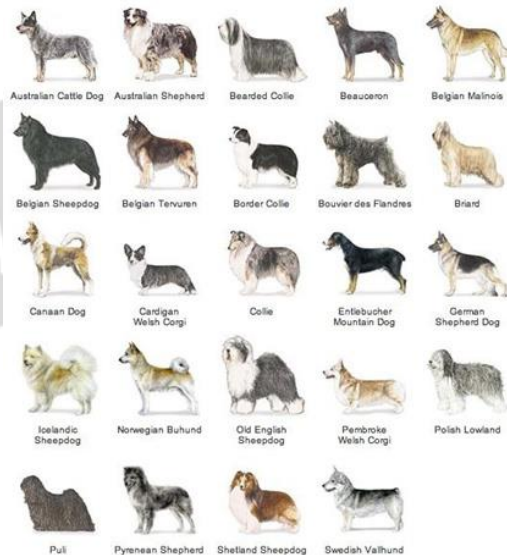 Australian Cattle Dog
Australian Shepherd
Bearded Collie
Beauceron
Belgian Malinois
Belgian Sheepdog
Belgian Tervuren
Border Collie
Bouvier des Flandres
Briard
Canaan Dog
Cardigan
Welsh Corgi
Collie
Entlebucher
Mountain Dog
German
Shepherd Dog
Icelandic
Sheepdog
Norwegian Buhund
Old English
Sheepdog
Pembroke
Welsh Corgi
Polish Lowland
Puli
Pyrenean Shepherd
Shetland Sheepdog
Swedish Vallhund